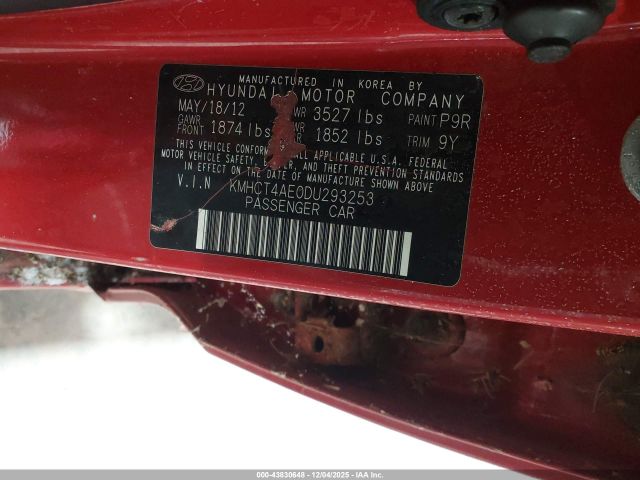 MANUFACTURED IN KOREA BY
HYUNDAI MOTOR COMPANY
MAY/18/12 WR 3527 lbs PAINT P9R
GAWR
FRONT 1874 lbs 1852 lbs TRIM 9Y
THIS VEHICLE CONFORMS TO ALL APPLICABLE U.S. FEDERAL
MOTOR VEHICLE SAFETY, BUMPER, AND THEFT PREVENTION STANDARDS
IN EFFECT ON THE DATE OF MANUFACTURE SHOWN ABOVE.
V.I.N KMHCT4AE0DU293253
PASSENGER CAR
000-43830648 - 12/04/2025 - IAA Inc.